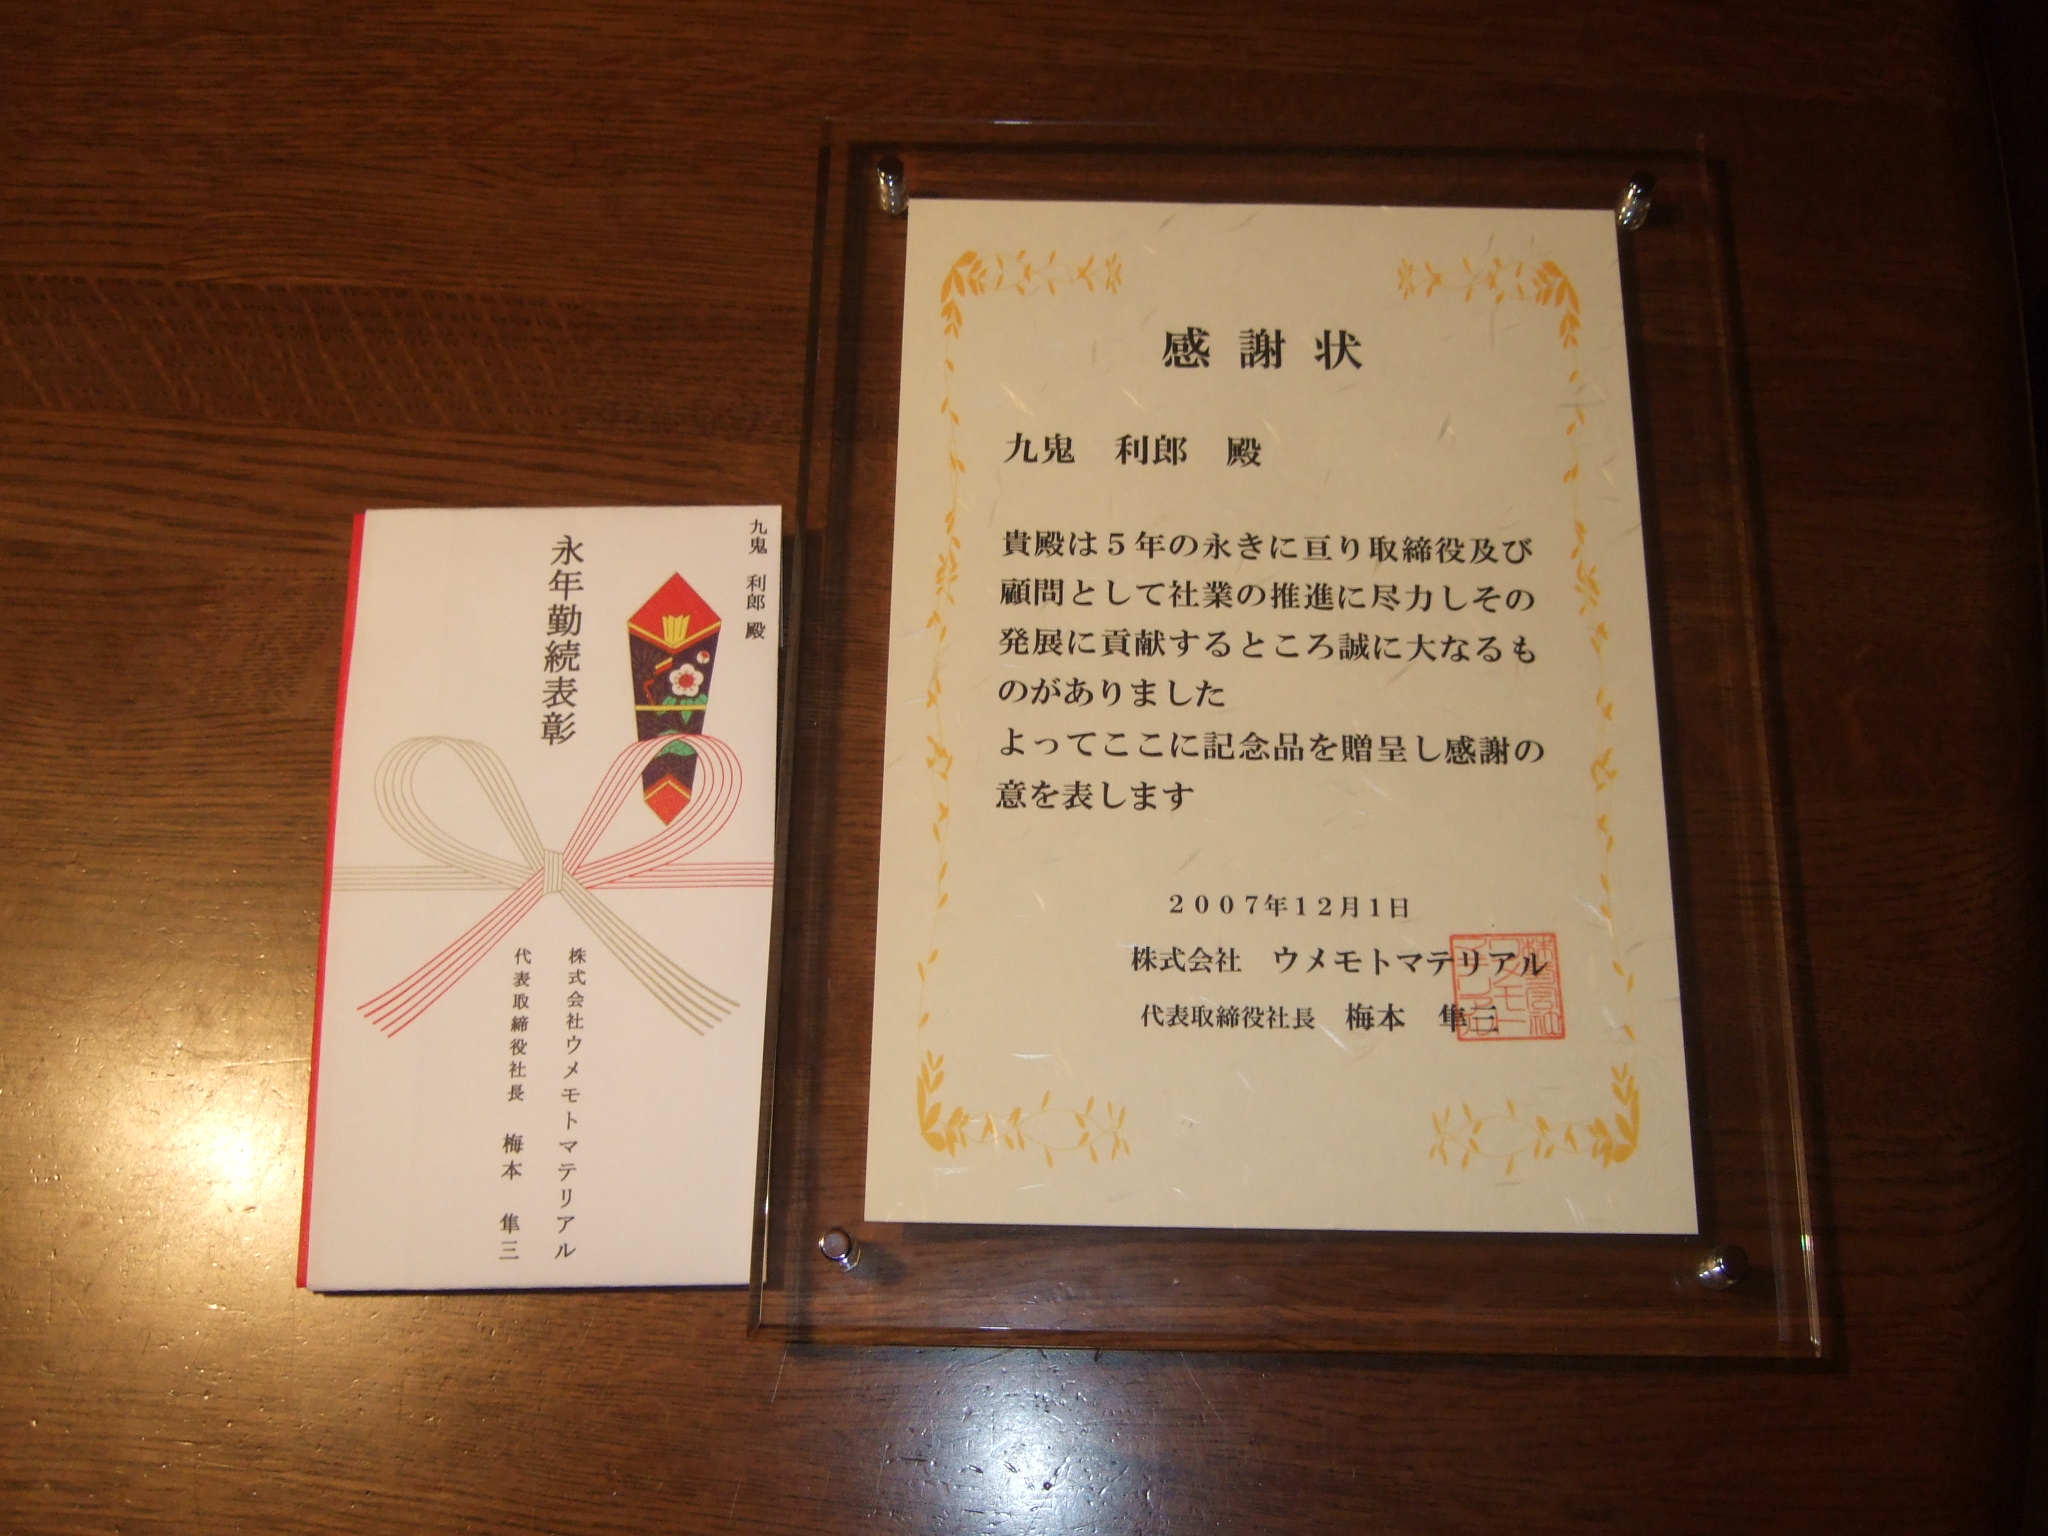 感謝状
九鬼 利郎 殿
貴殿は５年の永きに亘り取締役及び
顧問として社業の推進に尽力しその
発展に貢献するところ誠に大なるも
のがありました
よってここに記念品を贈呈し感謝の
意を表します
２００７年１２月１日
株式会社 ウメモトマテリアル
代表取締役社長 梅本 隼三
九鬼 利郎 殿
永年勤続表彰
株式会社ウメモトマテリアル
代表取締役社長 梅本 隼三